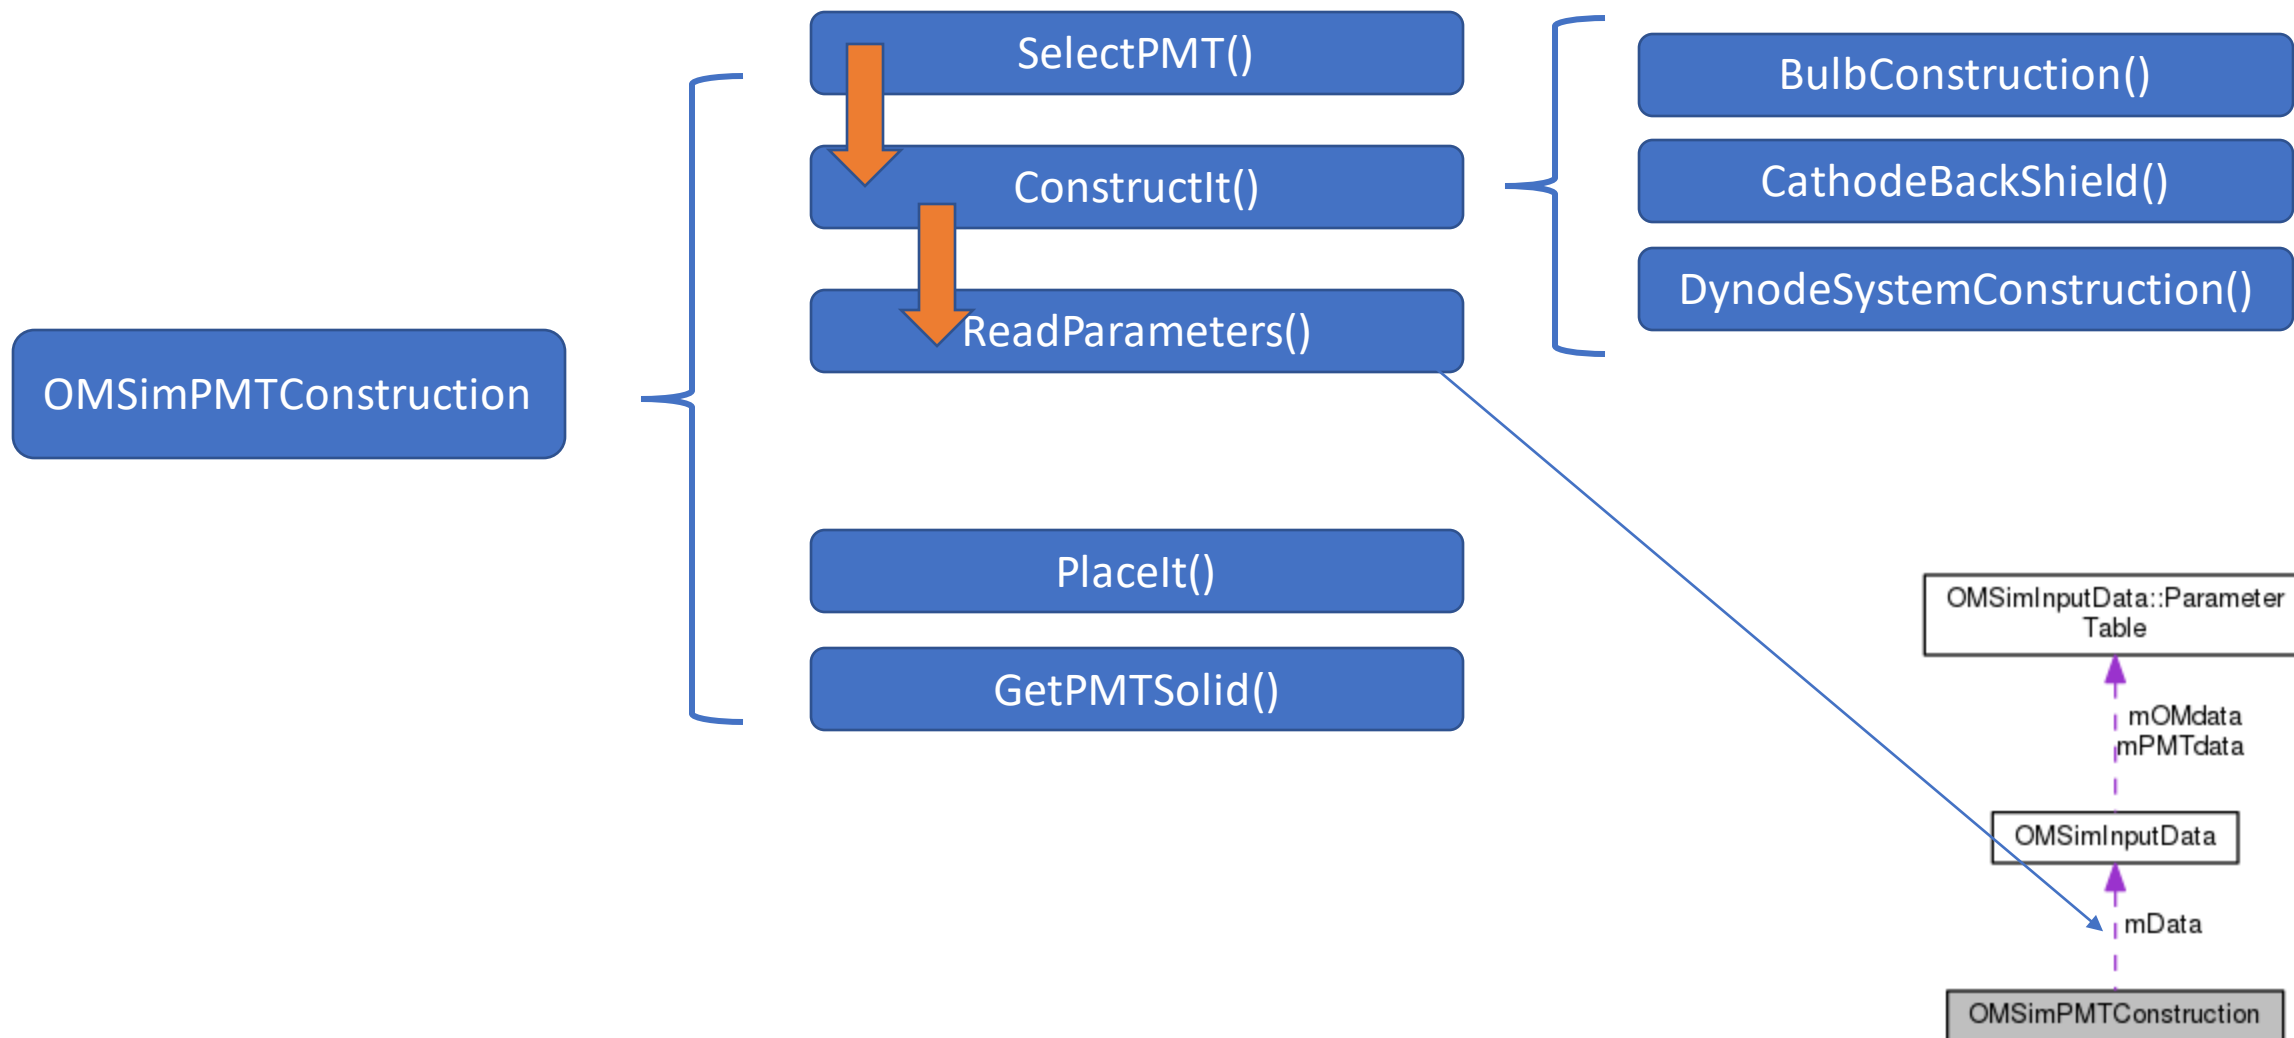 OMSimPMTConstruction
SelectPMT()
ConstructIt()
ReadParameters()
PlaceIt()
GetPMTSolid()
BulbConstruction()
CathodeBackShield()
DynodeSystemConstruction()
OMSimInputData::Parameter
Table
mOMdata
mPMTdata
OMSimInputData
mData
OMSimPMTConstruction